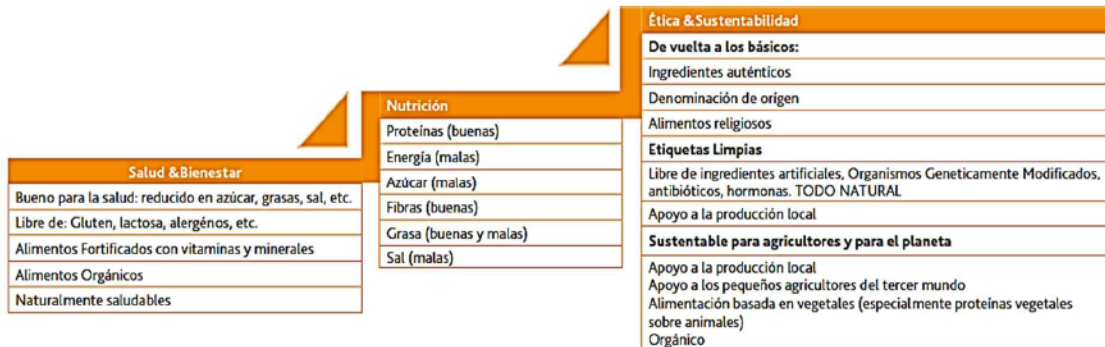 Salud &Bienestar
Bueno para la salud: reducido en azúcar, grasas, sal, etc.
Libre de: Gluten, lactosa, alergénos, etc.
Alimentos Fortificados con vitaminas y minerales
Alimentos Orgánicos
Naturalmente saludables
Nutrición
Proteínas (buenas)
Energía (malas)
Azúcar (malas)
Fibras (buenas)
Grasa (buenas y malas)
Sal (malas)
Ética &Sustentabilidad
De vuelta a los básicos:
Ingredientes auténticos
Denominación de origen
Alimentos religiosos
Etiquetas Limpias
Libre de ingredientes artificiales, Organismos Geneticamente Modificados,
antibióticos, hormonas. TODO NATURAL
Apoyo a la producción local
Sustentable para agricultores y para el planeta
Apoyo a la producción local
Apoyo a los pequeños agricultores del tercer mundo
Alimentación basada en vegetales (especialmente proteínas vegetales
sobre animales)
Orgánico